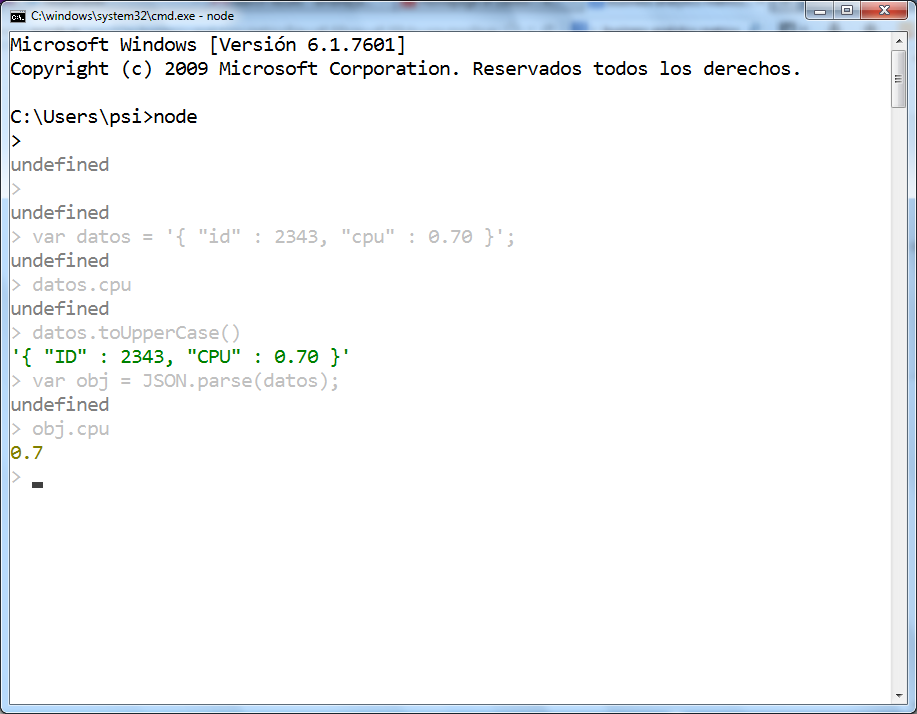 C:\windows\system32\cmd.exe - node
Microsoft Windows [Versión 6.1.7601]
Copyright (c) 2009 Microsoft Corporation. Reservados todos los derechos.
C:\Users\psi>node
>
undefined
>
undefined
> var datos = '{ "id" : 2343, "cpu" : 0.70 }';
undefined
> datos.cpu
undefined
> datos.toUpperCase()
'{ "ID" : 2343, "CPU" : 0.70 }'
> var obj = JSON.parse(datos);
undefined
> obj.cpu
0.7
>